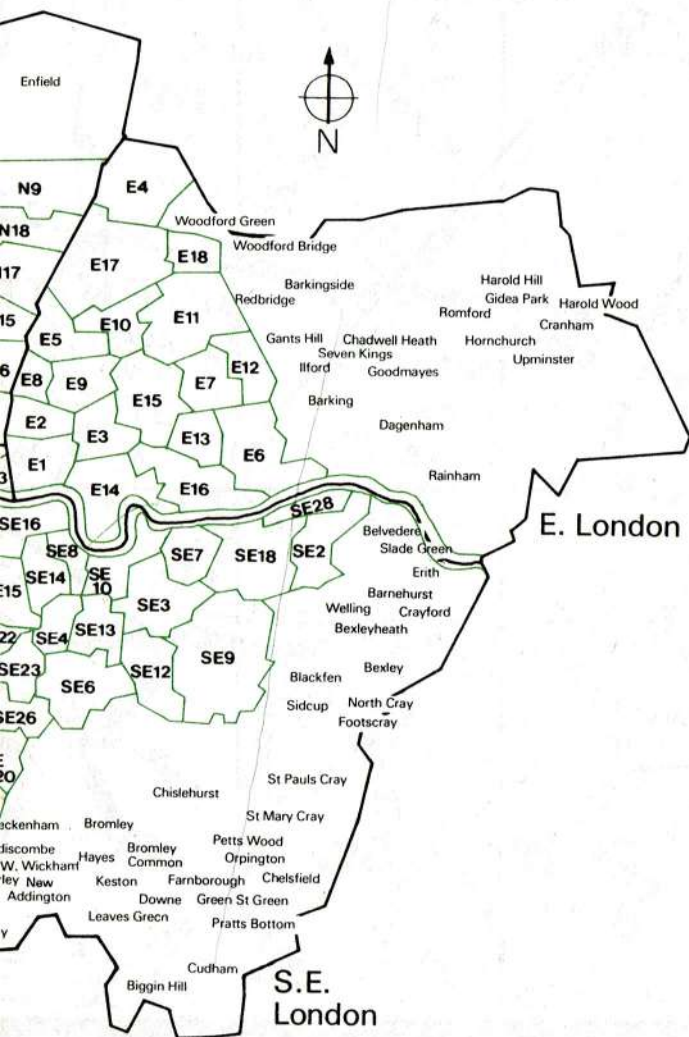 Enfield
N
N9
E4
N18
Woodford Green
Woodford Bridge
E17
E18
Barkingside
Redbridge
Harold Hill
Gidea Park
Harold Wood
Romford
Cranham
E5
E10
E11
Gants Hill
Chadwell Heath
Hornchurch
Seven Kings
Upminster
Ilford
Goodmayes
E8
E9
E7
E12
E15
Barking
E2
E3
E13
Dagenham
E1
E6
E14
E16
Rainham
SE16
SE28
E. London
Belvedere
Slade Green
SE8
SE7
SE18
SE2
Erith
SE14
SE
10
Barnehurst
SE3
Welling
Crayford
Bexleyheath
SE4
SE13
SE23
SE6
SE12
SE9
Bexley
Blackfen
Sidcup
North Cray
Footscray
SE26
St Pauls Cray
Chislehurst
St Mary Cray
eckenham
Bromley
Petts Wood
discombe
Bromley
Common
Orpington
W. Wickham
Hayes
ley
New
Addington
Keston
Farnborough
Chelsfield
Downe
Green St Green
Leaves Green
Pratts Bottom
Cudham
Biggin Hill
S.E.
London